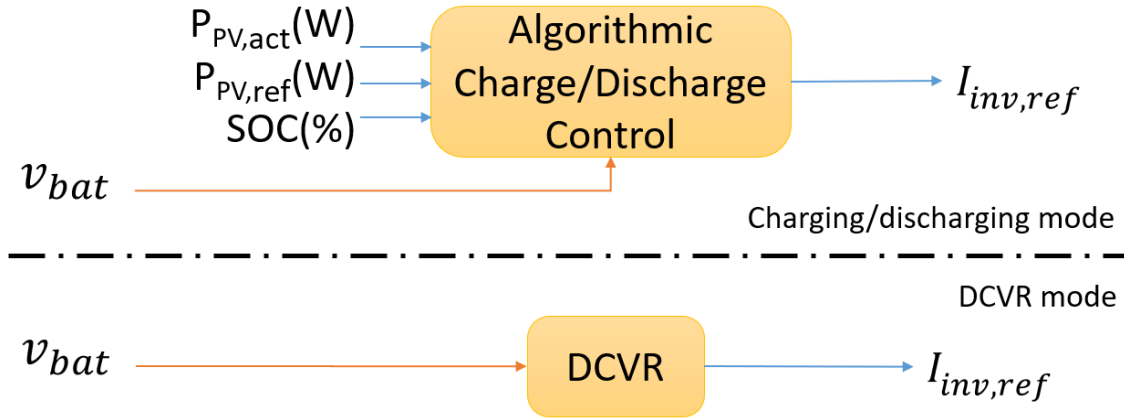 P_PV,act(W)
P_PV,ref(W)
SOC(%)
Algorithmic
Charge/Discharge
Control
I_inv,ref
v_bat
Charging/discharging mode
DCVR mode
v_bat
DCVR
I_inv,ref